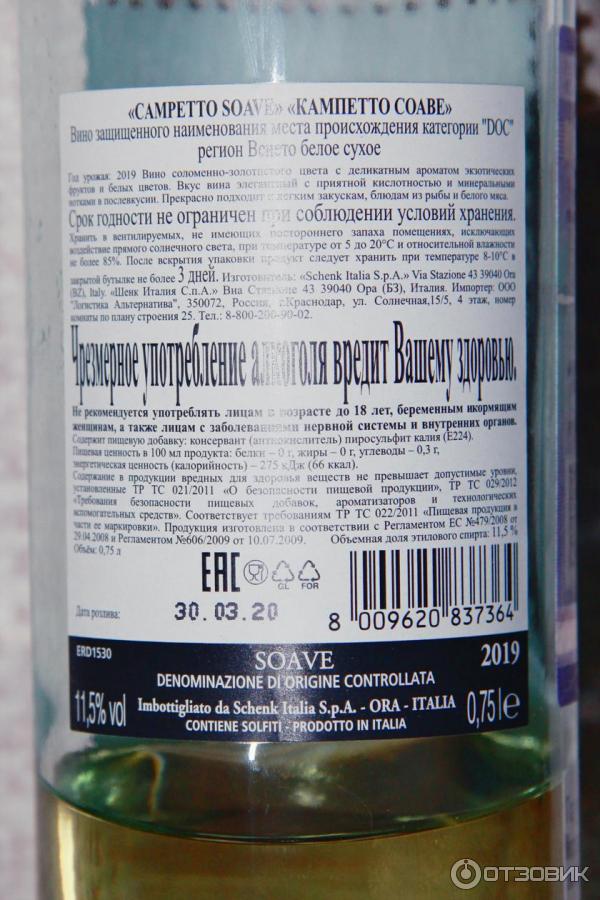 «CAMPETTO SOAVE» «КАМПЕТТО СОАВЕ»
Вино защищенного наименования места происхождения категории "DOC"
регион Венето белое сухое
Год урожая: 2019 Вино соломенно-золотистого цвета с деликатным ароматом экзотических
фруктов и белых цветов. Вкус вина элегантный с приятной кислотностью и минеральными
нотками в послевкусии. Прекрасно подходит к легким закускам, блюдам из рыбы и белого мяса.
Срок годности не ограничен при соблюдении условий хранения.
Хранить в вентилируемых, не имеющих постороннего запаха помещениях, исключающих
воздействие прямого солнечного света, при температуре от 5 до 20°С и относительной влажности
не более 85%. После вскрытия упаковки продукт следует хранить при температуре 8-10°С в
закрытой бутылке не более 3 дней. Изготовитель: «Schenk Italia S.p.A.» Via Stazione 43 39040 Ora
(BZ), Italy. «Шенк Италия С.п.А.» Виа Стационе 43 39040 Ора (БЗ), Италия. Импортер: ООО
"Логистика Альтернатива", 350072, Россия, г.Краснодар, ул. Солнечная,15/5, 4 этаж, номер
комнаты по плану строения 25. Тел.: 8-800-200-90-02.
Чрезмерное употребление алкоголя вредит Вашему здоровью.
Не рекомендуется употреблять лицам в возрасте до 18 лет, беременным икормящим
женщинам, а также лицам с заболеваниями нервной системы и внутренних органов.
Содержит пищевую добавку: консервант (антиокислитель) пиросульфит калия (Е224).
Пищевая ценность в 100 мл продукта: белки – 0 г, жиры – 0 г, углеводы – 0,3 г,
энергетическая ценность (калорийность) – 275 кДж (66 ккал).
Содержание в продукции вредных для здоровья веществ не превышает допустимые уровни,
установленные ТР ТС 021/2011 «О безопасности пищевой продукции», ТР ТС 029/2012
«Требования безопасности пищевых добавок, ароматизаторов и технологических
вспомогательных средств». Соответствует требованиям ТР ТС 022/2011 «Пищевая продукция в
части ее маркировки». Продукция изготовлена в соответствии с Регламентом ЕС №479/2008 от
29.04.2008 и Регламентом №606/2009 от 10.07.2009. Объемная доля этилового спирта: 11,5 %
Объём: 0,75 л
EAC GL FOR
Дата розлива: 30.03.20
8 009620 837364
ERD1530 SOAVE 2019
DENOMINAZIONE DI ORIGINE CONTROLLATA
11,5% vol Imbottigliato da Schenk Italia S.p.A. - ORA - ITALIA 0,75 l e
CONTIENE SOLFITI - PRODOTTO IN ITALIA
ОТЗОВИК